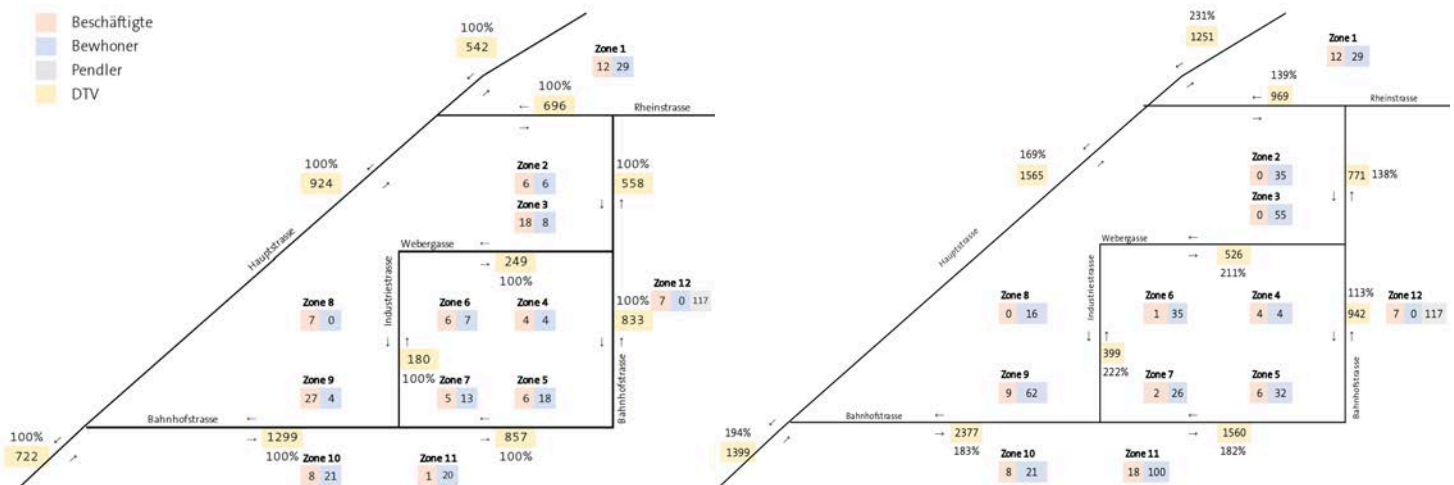 Beschäftigte
Bewhoner
Pendler
DTV
100%
542
Zone 1
12 29
100%
696
Rheinstrasse
100%
924
Zone 2
6 6
100%
558
Zone 3
18 8
Hauptstrasse
Webergasse
249
100%
Industriestrasse
Zone 12
7 0 117
100%
833
Zone 8
7 0
Zone 6
6 7
Zone 4
4 4
180
100%
Zone 9
27 4
Zone 7
5 13
Zone 5
6 18
Bahnhofstrasse
Bahnhofstrasse
100%
722
1299
100%
857
100%
Zone 10
8 21
Zone 11
1 20
231%
1251
Zone 1
12 29
139%
969
Rheinstrasse
169%
1565
Zone 2
0 35
771 138%
Zone 3
0 55
Hauptstrasse
Webergasse
526
211%
Industriestrasse
113%
942
Zone 12
7 0 117
Zone 8
0 16
Zone 6
1 35
Zone 4
4 4
399
222%
Zone 9
9 62
Zone 7
2 26
Zone 5
6 32
Bahnhofstrasse
Bahnhofstrasse
194%
1399
2377
183%
1560
182%
Zone 10
8 21
Zone 11
18 100